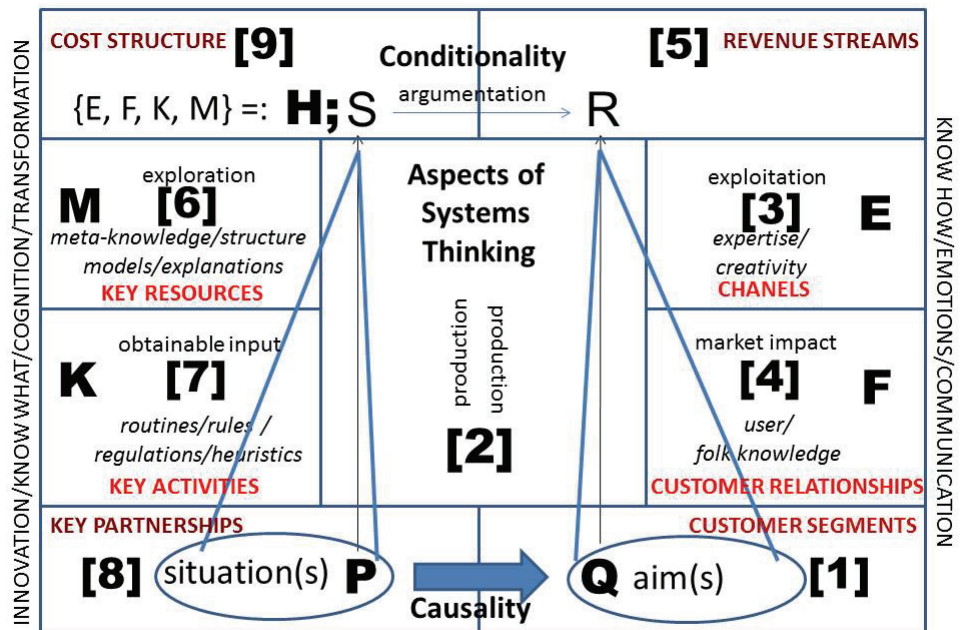 INNOVATION/KNOW WHAT/COGNITION/TRANSFORMATION
COST STRUCTURE [9]
Conditionality
[5] REVENUE STREAMS
{E, F, K, M} =: H; S
argumentation
R
exploration
M [6]
meta-knowledge/structure
models/explanations
KEY RESOURCES
Aspects of
Systems
Thinking
exploitation
[3] E
expertise/
creativity
CHANELS
obtainable input
K [7]
routines/rules /
regulations/heuristics
KEY ACTIVITIES
production
production
[2]
market impact
[4] F
user/
folk knowledge
CUSTOMER RELATIONSHIPS
KEY PARTNERSHIPS
[8] situation(s) P
Causality
CUSTOMER SEGMENTS
Q aim(s) [1]
KNOW HOW/EMOTIONS/COMMUNICATION